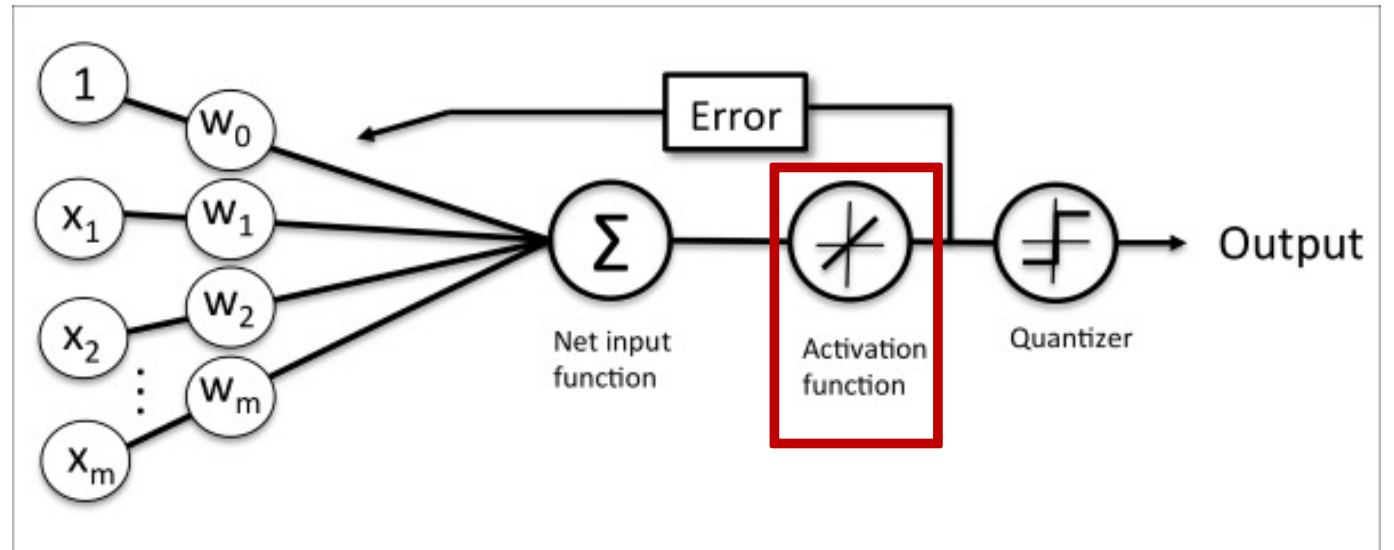 1
w₀
Error
x₁
w₁
Σ
Output
x₂
w₂
Net input
function
Activation
function
Quantizer
⋮
wₘ
xₘ